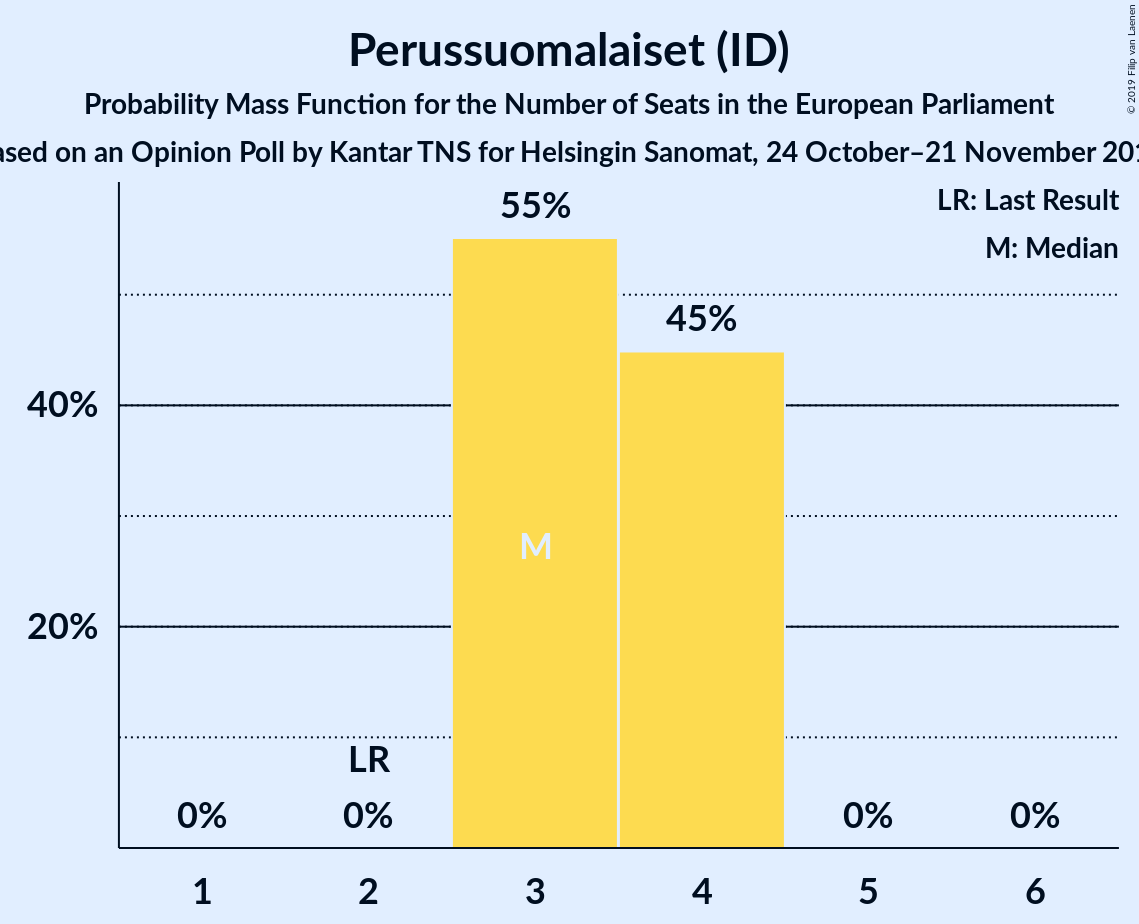 Perussuomalaiset (ID)
Probability Mass Function for the Number of Seats in the European Parliament
on an Opinion Poll by Kantar TNS for Helsingin Sanomat, 24 October–21 November
LR: Last Result
M: Median
55%
45%
40%
20%
M
LR
0%
0%
0%
0%
1
2
3
4
5
6
© 2019 Filip van Laenen